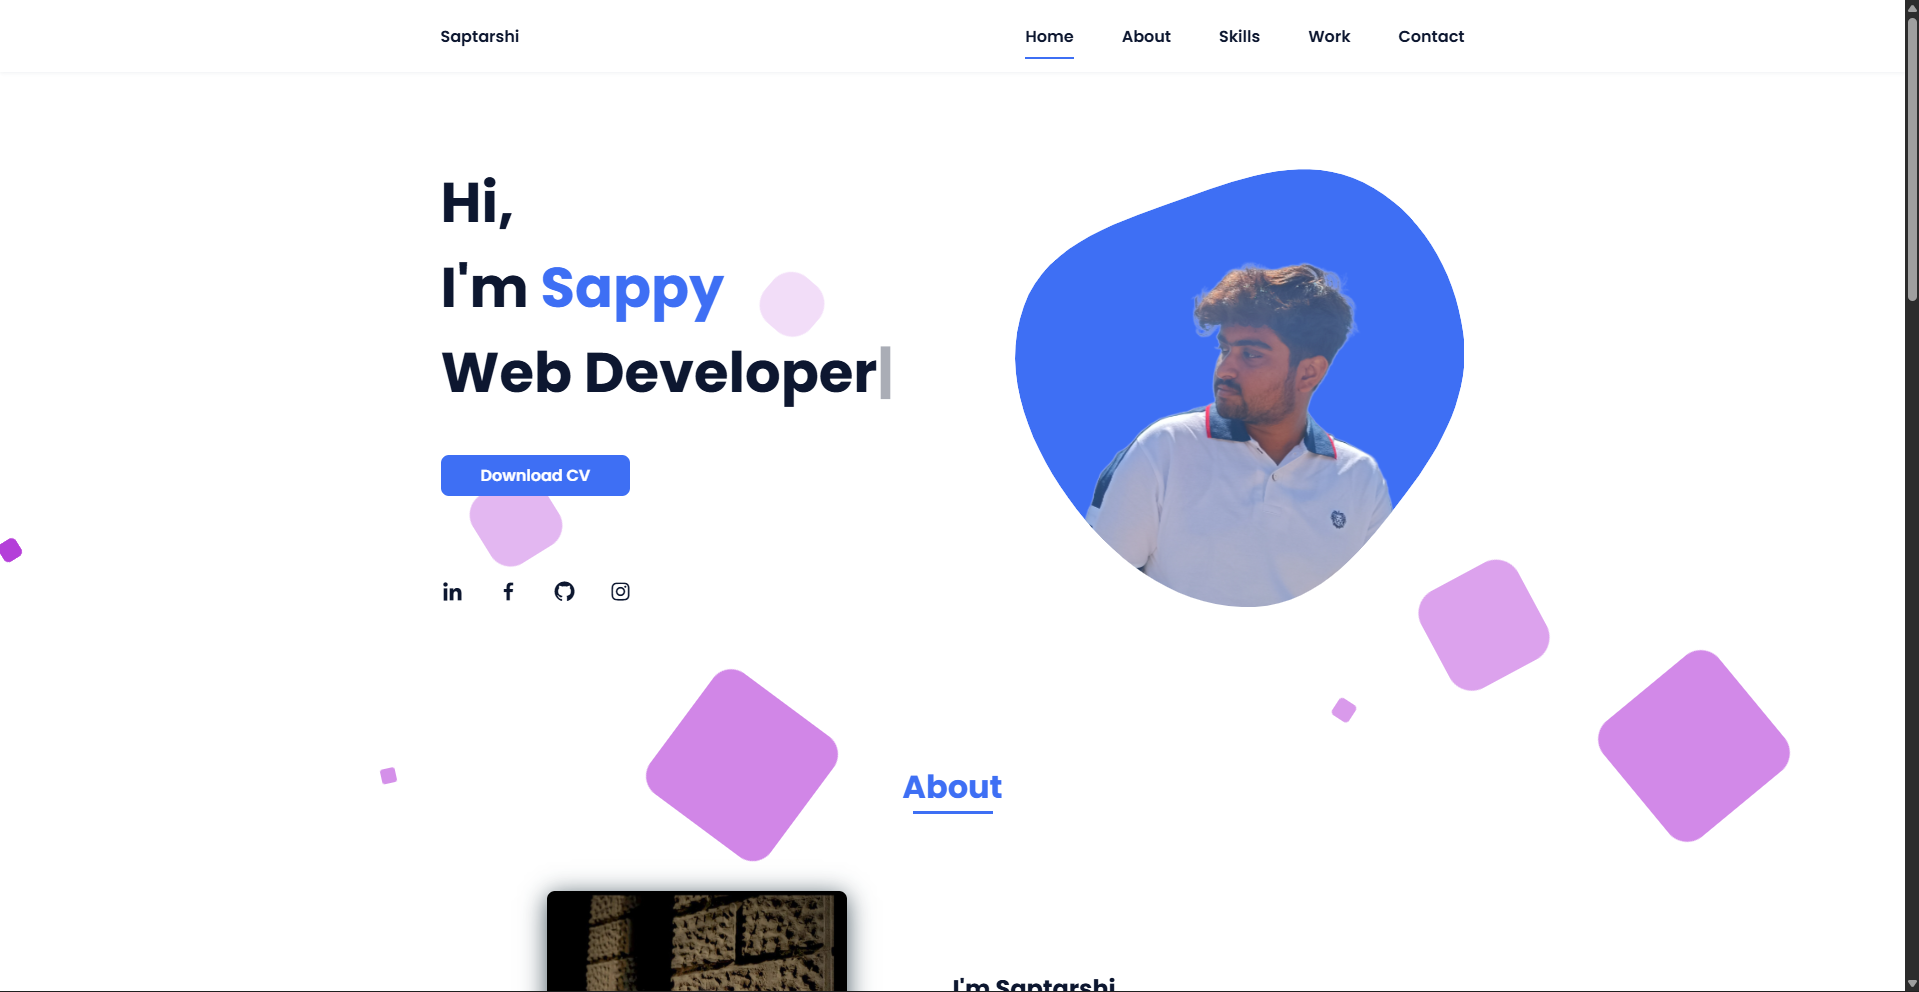 Saptarshi
Home About Skills Work Contact
Hi,
I'm Sappy
Web Developer
Download CV
About
I'm Saptarshi